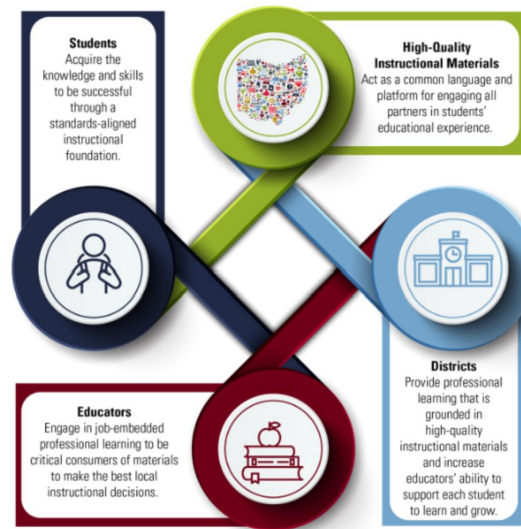 Students
Acquire the
knowledge and skills
to be successful
through a
standards-aligned
instructional
foundation.
High-Quality
Instructional Materials
Act as a common language and
platform for engaging all
partners in students’
educational experience.
Educators
Engage in job-embedded
professional learning to be
critical consumers of materials
to make the best local
instructional decisions.
Districts
Provide professional
learning that is
grounded in
high-quality
instructional materials
and increase
educators’ ability to
support each student
to learn and grow.